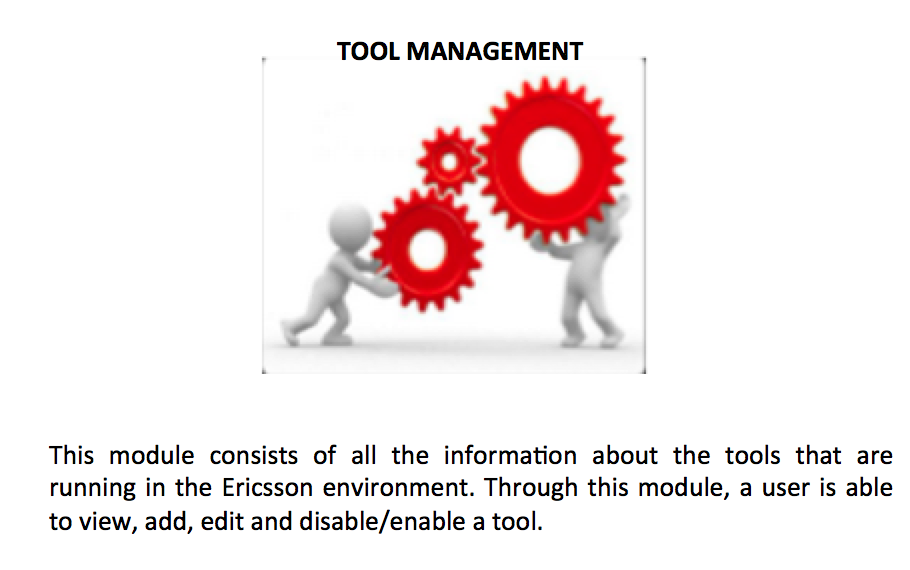 TOOL MANAGEMENT
This module consists of all the information about the tools that are
running in the Ericsson environment. Through this module, a user is able
to view, add, edit and disable/enable a tool.